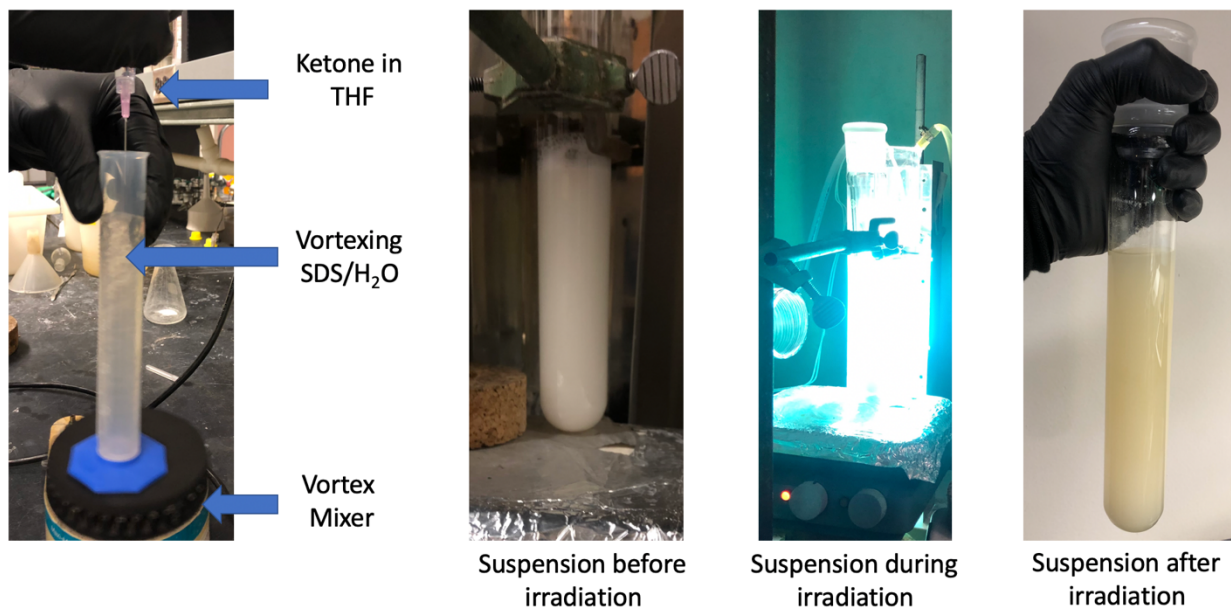 Ketone in
THF
Vortexing
SDS/H₂O
Vortex
Mixer
Suspension before
irradiation
Suspension during
irradiation
Suspension after
irradiation